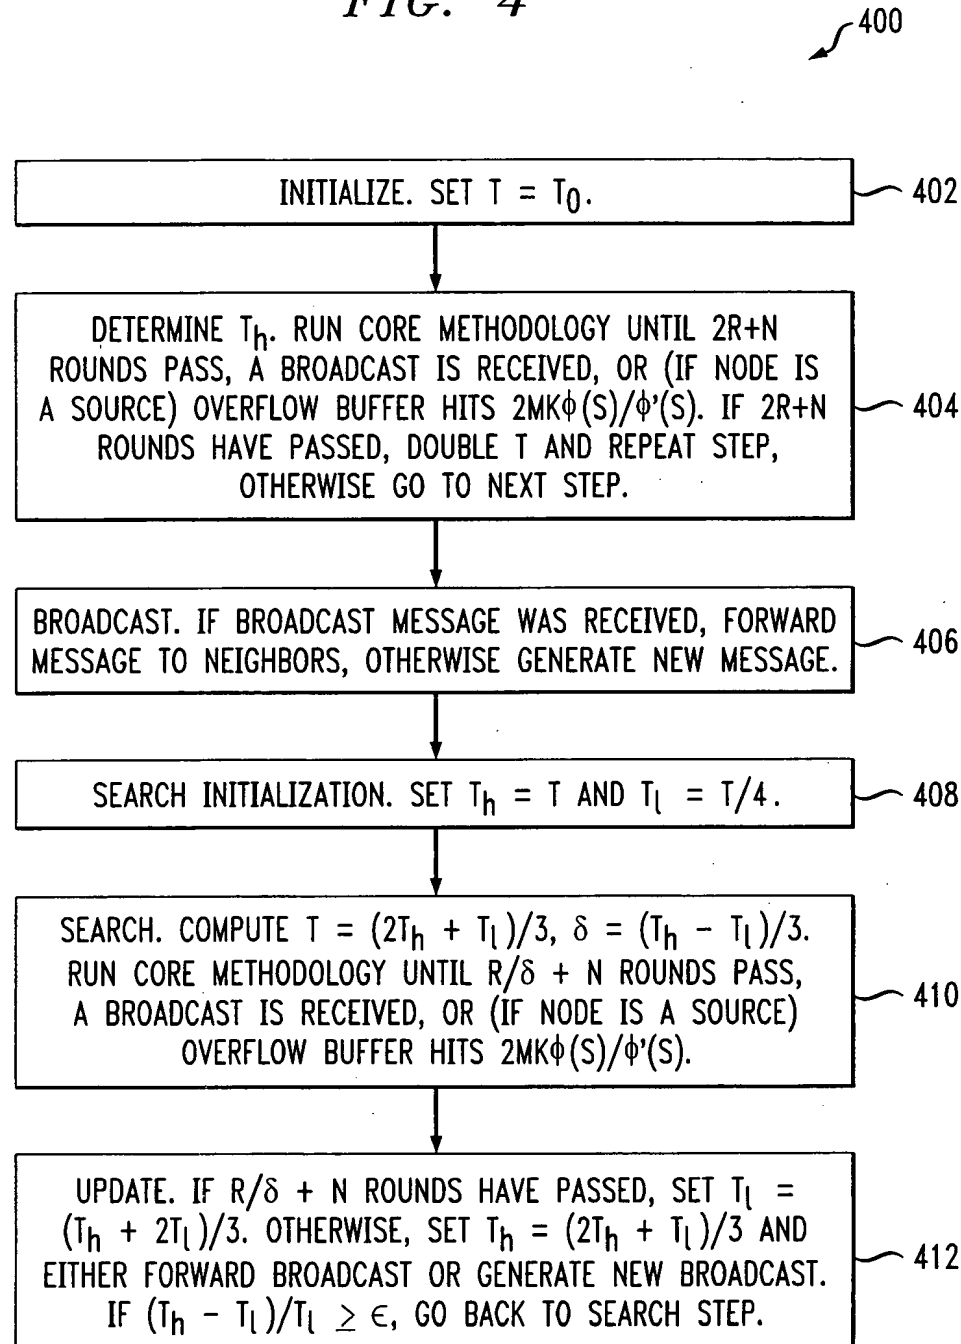 FIG. 4
400
INITIALIZE. SET T = T0.
402
DETERMINE Th. RUN CORE METHODOLOGY UNTIL 2R+N
ROUNDS PASS, A BROADCAST IS RECEIVED, OR (IF NODE IS
A SOURCE) OVERFLOW BUFFER HITS 2MKϕ(S)/ϕ'(S). IF 2R+N
ROUNDS HAVE PASSED, DOUBLE T AND REPEAT STEP,
OTHERWISE GO TO NEXT STEP.
404
BROADCAST. IF BROADCAST MESSAGE WAS RECEIVED, FORWARD
MESSAGE TO NEIGHBORS, OTHERWISE GENERATE NEW MESSAGE.
406
SEARCH INITIALIZATION. SET Th = T AND Tl = T/4.
408
SEARCH. COMPUTE T = (2Th + Tl)/3, δ = (Th - Tl)/3.
RUN CORE METHODOLOGY UNTIL R/δ + N ROUNDS PASS,
A BROADCAST IS RECEIVED, OR (IF NODE IS A SOURCE)
OVERFLOW BUFFER HITS 2MKϕ(S)/ϕ'(S).
410
UPDATE. IF R/δ + N ROUNDS HAVE PASSED, SET Tl =
(Th + 2Tl)/3. OTHERWISE, SET Th = (2Th + Tl)/3 AND
EITHER FORWARD BROADCAST OR GENERATE NEW BROADCAST.
IF (Th - Tl)/Tl ≥ ϵ, GO BACK TO SEARCH STEP.
412